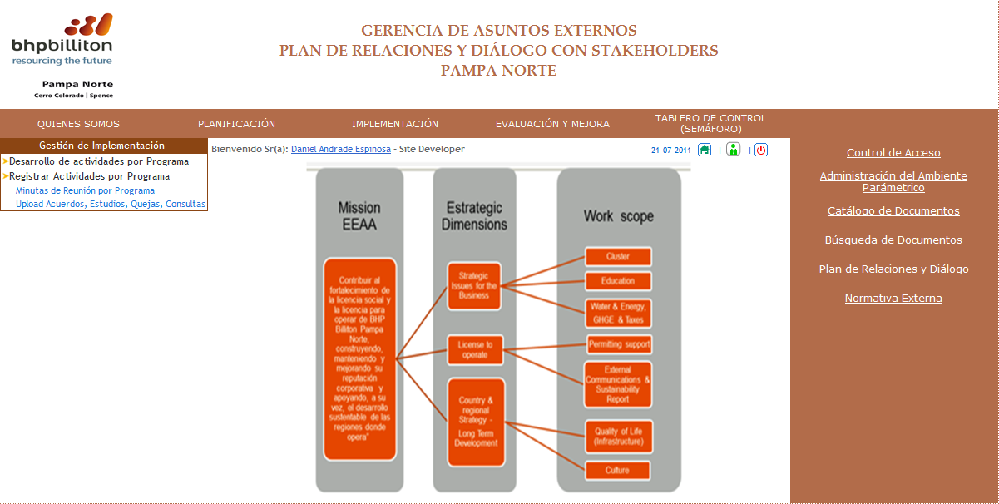 bhpbilliton
resourcing the future
Pampa Norte
Cerro Colorado | Spence
GERENCIA DE ASUNTOS EXTERNOS
PLAN DE RELACIONES Y DIÁLOGO CON STAKEHOLDERS
PAMPA NORTE
QUIENES SOMOS
PLANIFICACIÓN
IMPLEMENTACIÓN
EVALUACIÓN Y MEJORA
TABLERO DE CONTROL
(SEMÁFORO)
Gestión de Implementación
Desarrollo de actividades por Programa
Registrar Actividades por Programa
Minutas de Reunión por Programa
Upload Acuerdos, Estudios, Quejas, Consultas
Bienvenido Sr(a): Daniel Andrade Espinosa - Site Developer
21-07-2011 | |
Mission
EEAA
Contribuir al
fortalecimiento de
la licencia social y
la licencia para
operar de BHP
Billiton Pampa
Norte,
construyendo,
manteniendo y
mejorando su
reputación
corporativa y
apoyando, a su
vez, el desarrollo
sustentable de las
regiones donde
opera"
Estrategic
Dimensions
Strategic
Issues for the
Business
License to
operate
Country &
regional
Strategy -
Long Term
Development
Work scope
Cluster
Education
Water & Energy,
GHGE & Taxes
Permitting support
External
Communications &
Sustainability
Report
Quality of Life
(Infrastructure)
Culture
Control de Acceso
Administración del Ambiente
Parámetrico
Catálogo de Documentos
Búsqueda de Documentos
Plan de Relaciones y Diálogo
Normativa Externa